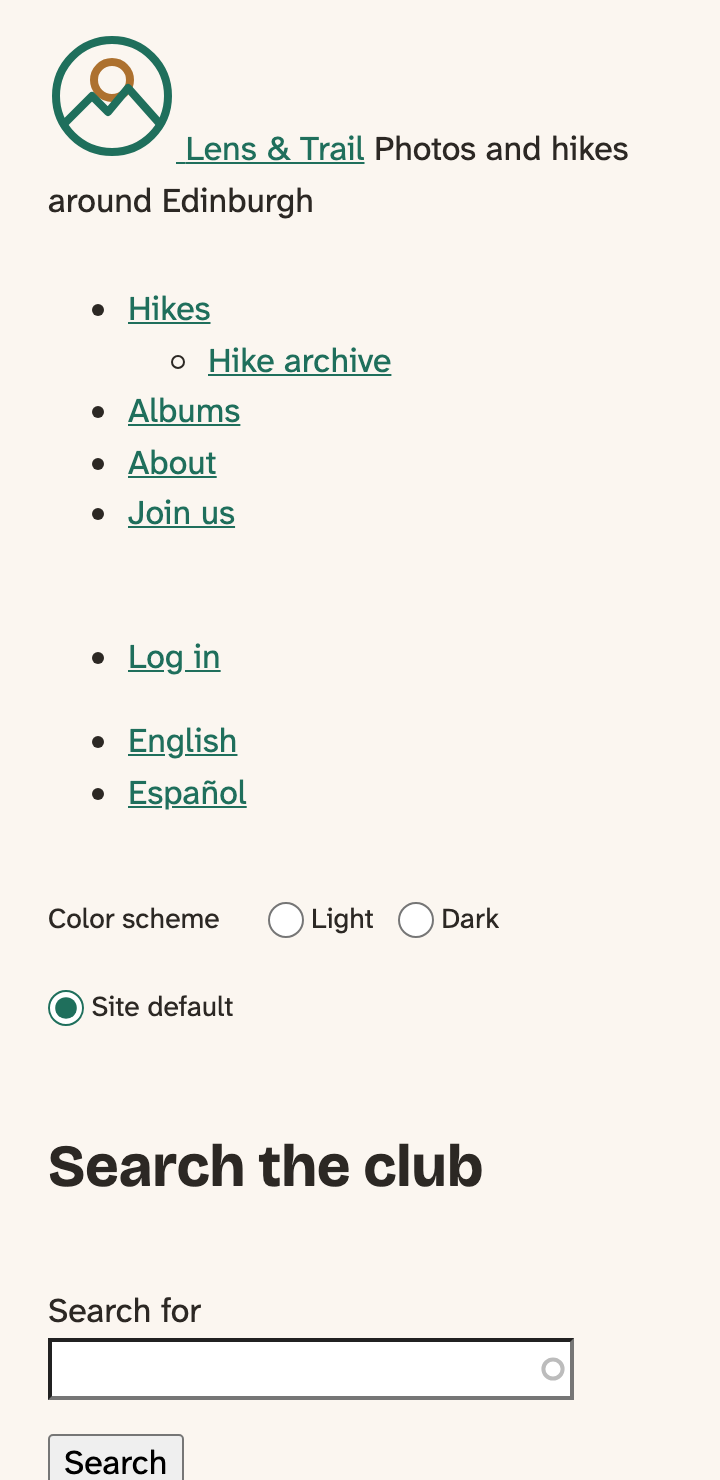 Lens & Trail Photos and hikes
around Edinburgh
Hikes
Hike archive
Albums
About
Join us
Log in
English
Español
Color scheme Light Dark
Site default
Search the club
Search for
Search